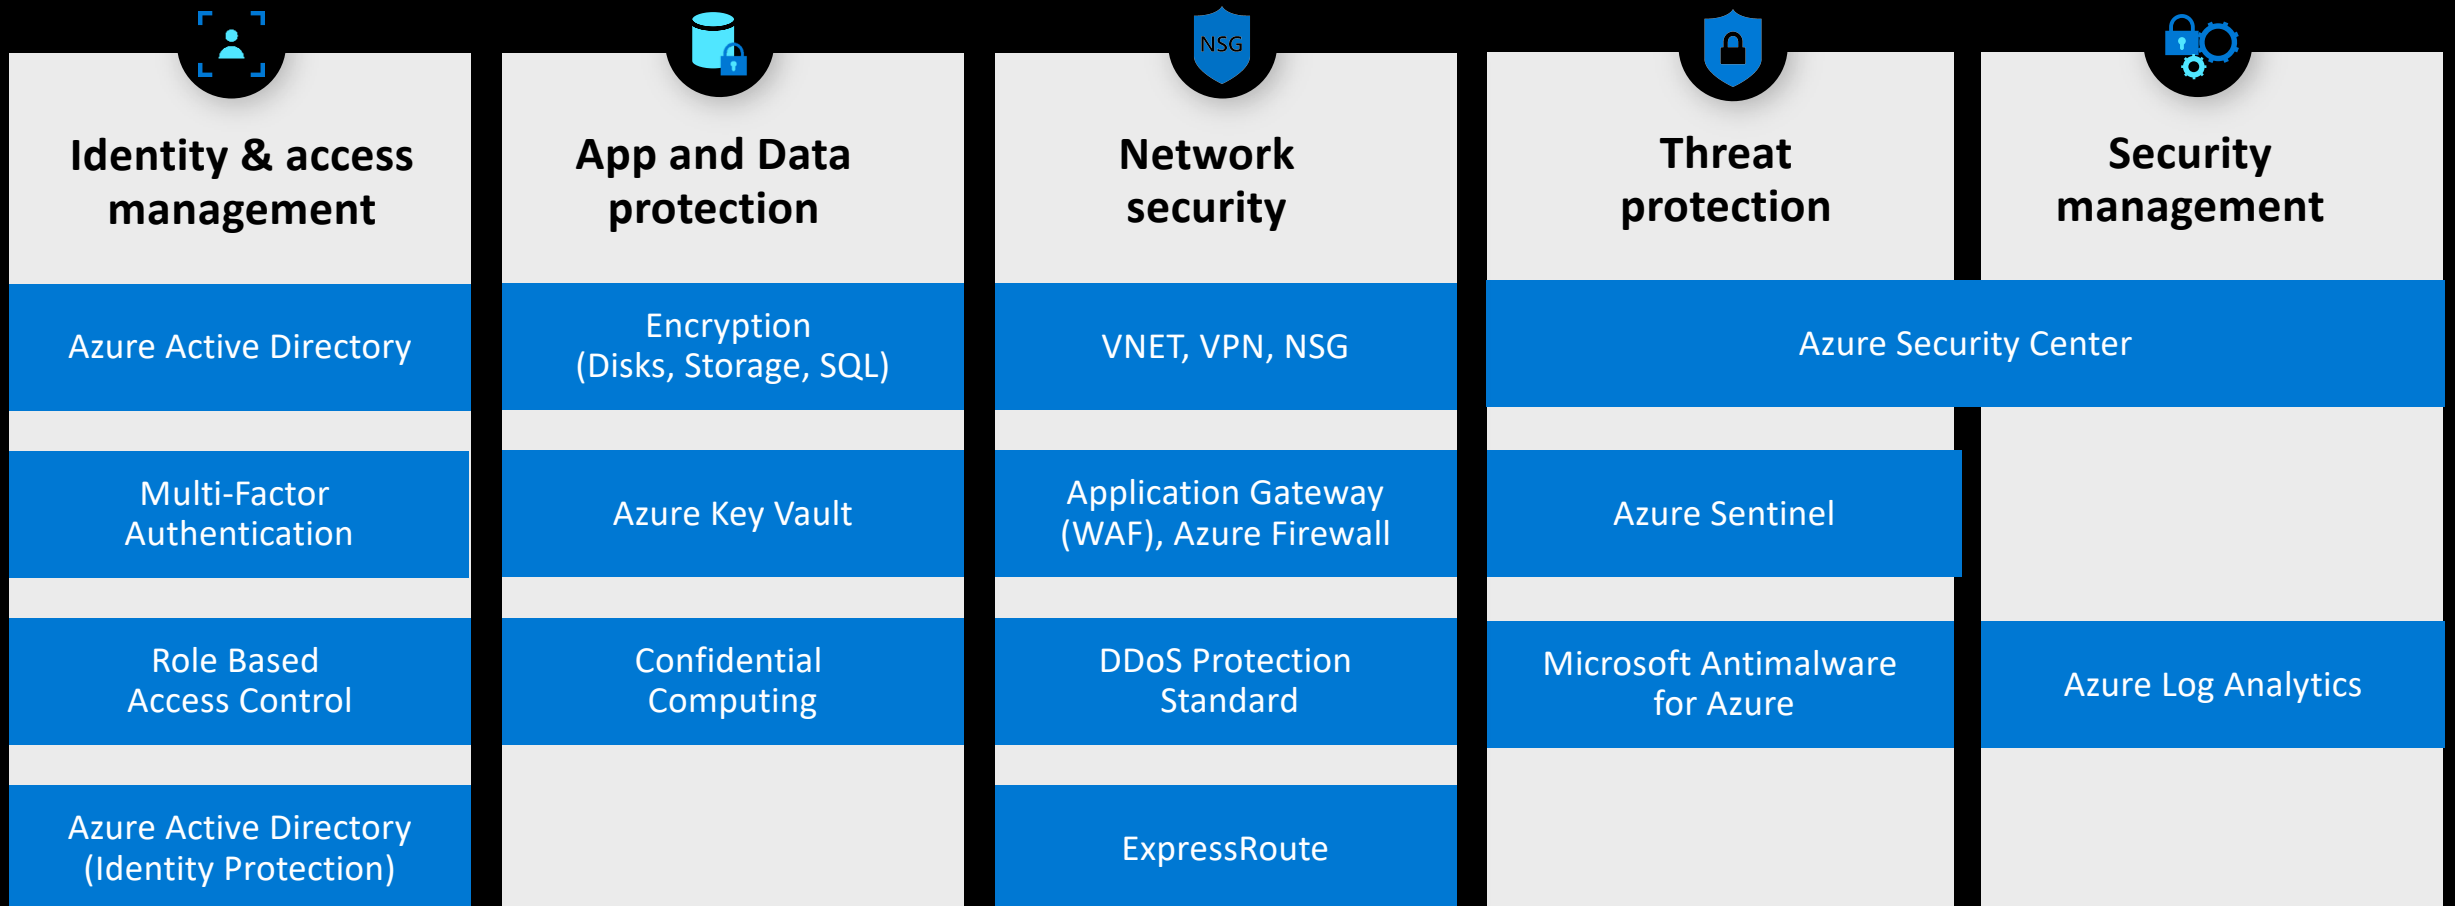 Identity & access
management
Azure Active Directory
Multi-Factor
Authentication
Role Based
Access Control
Azure Active Directory
(Identity Protection)
App and Data
protection
Encryption
(Disks, Storage, SQL)
Azure Key Vault
Confidential
Computing
NSG
Network
security
VNET, VPN, NSG
Application Gateway
(WAF), Azure Firewall
DDoS Protection
Standard
ExpressRoute
Threat
protection
Azure Security Center
Azure Sentinel
Microsoft Antimalware
for Azure
Security
management
Azure Log Analytics